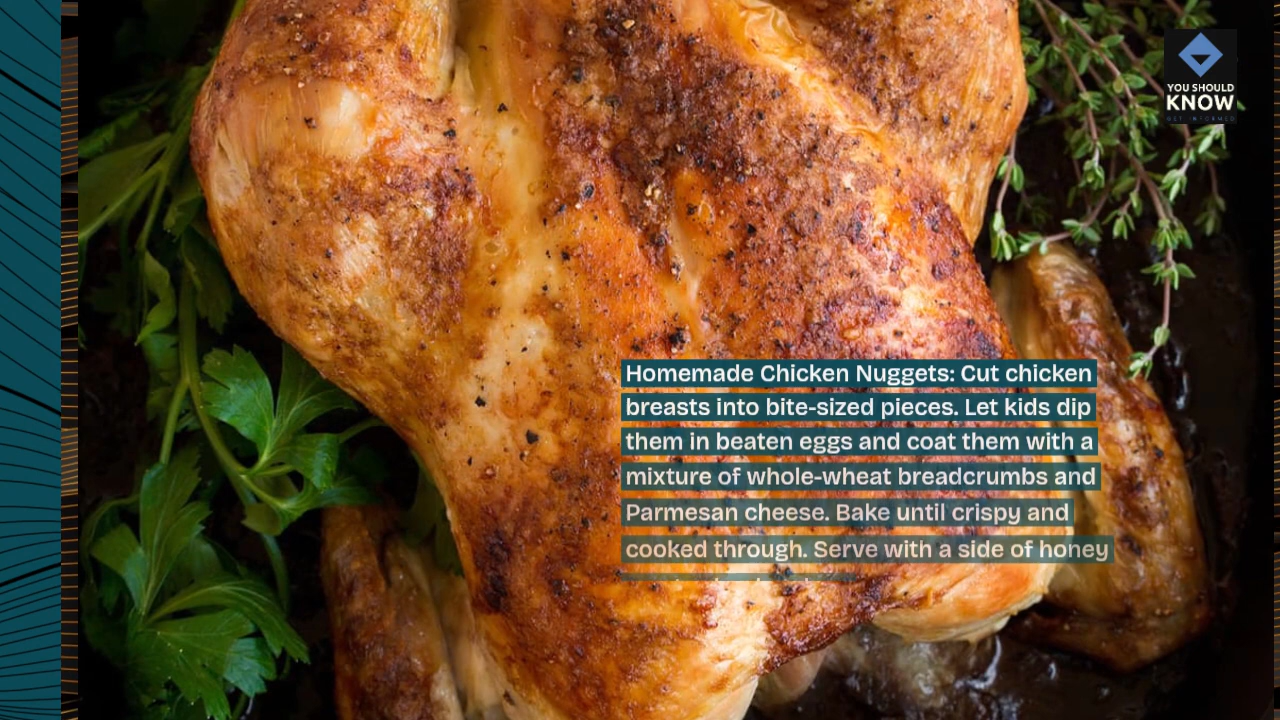 YOU SHOULD
KNOW
GET INFORMED
Homemade Chicken Nuggets: Cut chicken
breasts into bite-sized pieces. Let kids dip
them in beaten eggs and coat them with a
mixture of whole-wheat breadcrumbs and
Parmesan cheese. Bake until crispy and
cooked through. Serve with a side of honey